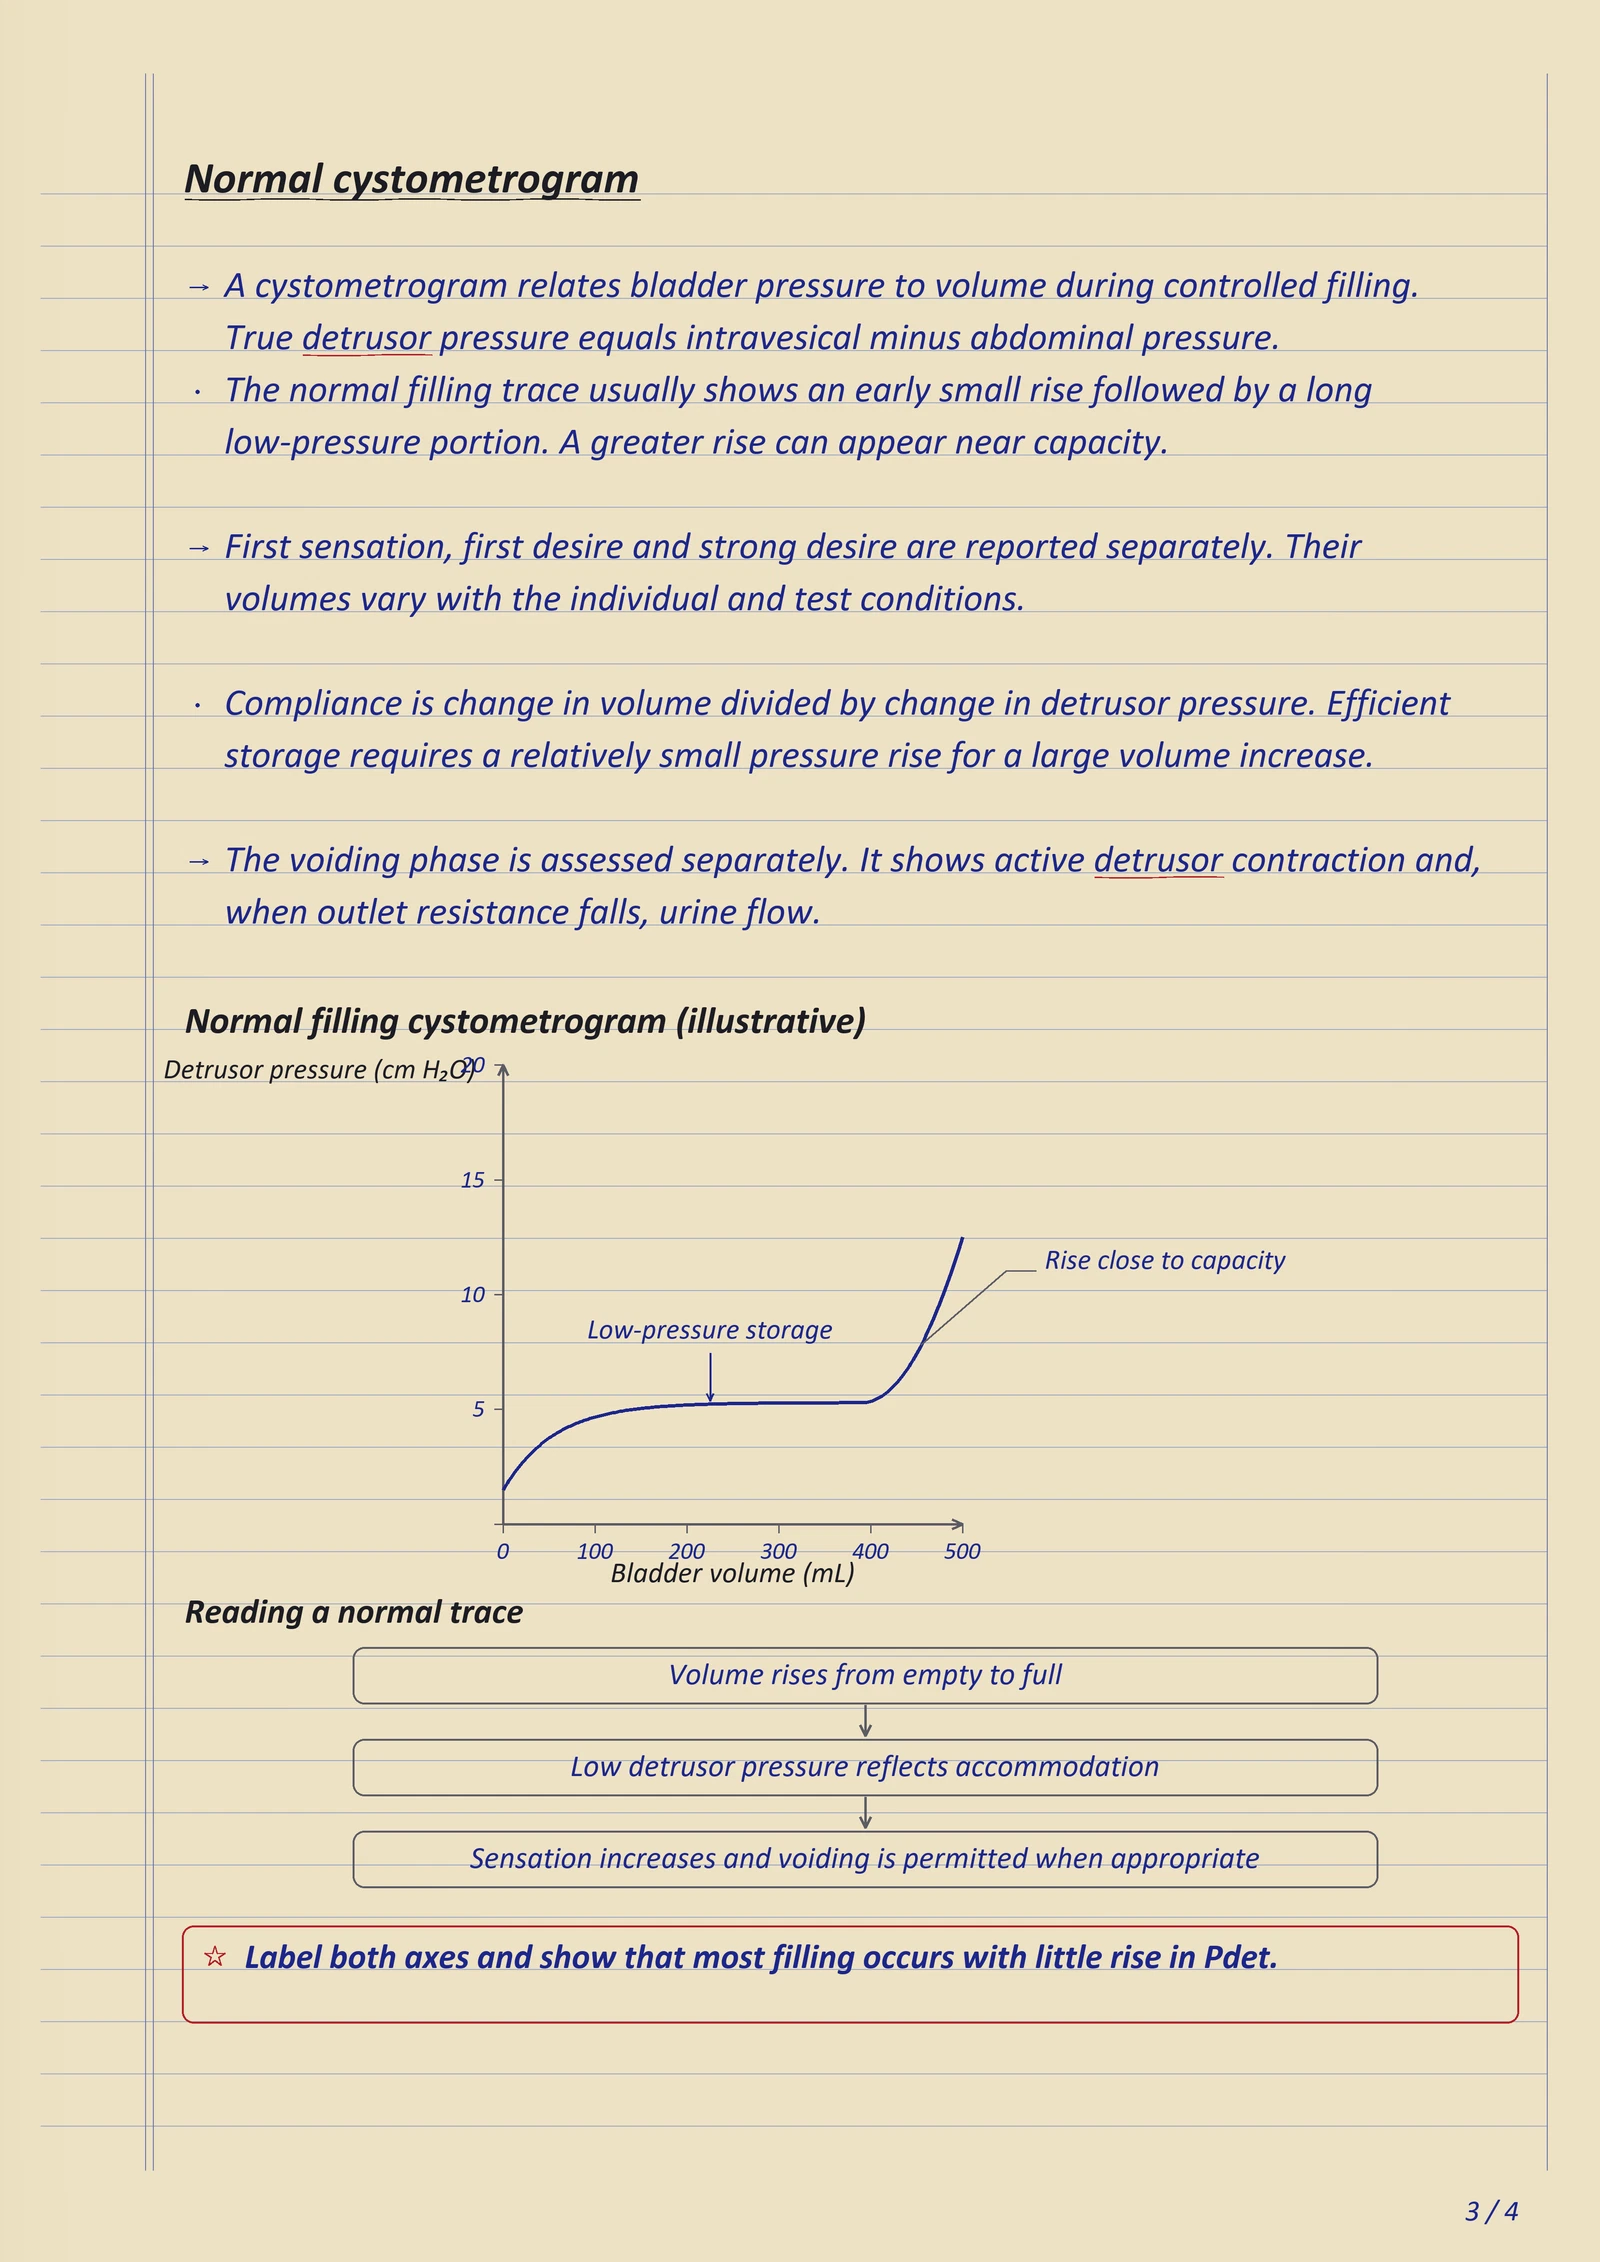 Normal cystometrogram
→ A cystometrogram relates bladder pressure to volume during controlled filling.
True detrusor pressure equals intravesical minus abdominal pressure.
· The normal filling trace usually shows an early small rise followed by a long
low-pressure portion. A greater rise can appear near capacity.
→ First sensation, first desire and strong desire are reported separately. Their
volumes vary with the individual and test conditions.
· Compliance is change in volume divided by change in detrusor pressure. Efficient
storage requires a relatively small pressure rise for a large volume increase.
→ The voiding phase is assessed separately. It shows active detrusor contraction and,
when outlet resistance falls, urine flow.
Normal filling cystometrogram (illustrative)
Detrusor pressure (cm H₂O)
20
15
10
5
Rise close to capacity
Low-pressure storage
0 100 200 300 400 500
Bladder volume (mL)
Reading a normal trace
Volume rises from empty to full
Low detrusor pressure reflects accommodation
Sensation increases and voiding is permitted when appropriate
☆ Label both axes and show that most filling occurs with little rise in Pdet.
3 / 4